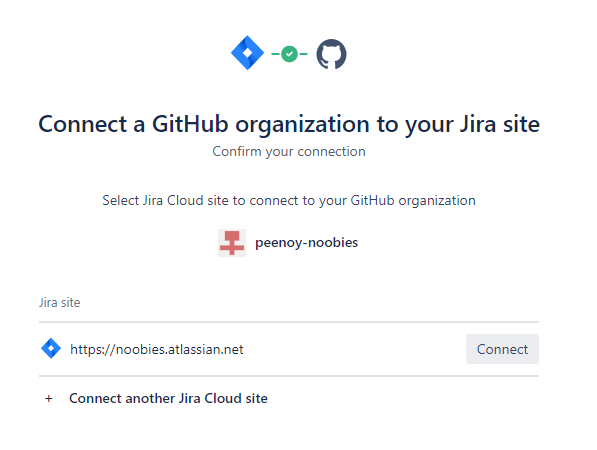 Connect a GitHub organization to your Jira site
Confirm your connection
Select Jira Cloud site to connect to your GitHub organization
peenoy-noobies
Jira site
https://noobies.atlassian.net
Connect
+ Connect another Jira Cloud site